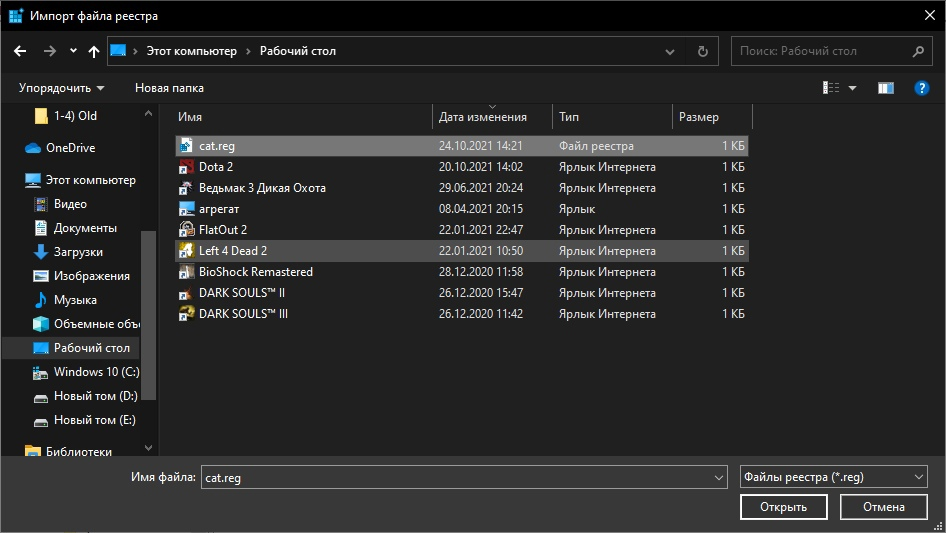 Импорт файла реестра
Этот компьютер Рабочий стол
Поиск: Рабочий стол
Упорядочить Новая папка
Имя Дата изменения Тип Размер
1-4) Old
OneDrive
Этот компьютер
Видео
Документы
Загрузки
Изображения
Музыка
Объемные объ
Рабочий стол
Windows 10 (C:)
Новый том (D:)
Новый том (E:)
Библиотеки
cat.reg 24.10.2021 14:21 Файл реестра 1 КБ
Dota 2 20.10.2021 14:02 Ярлык Интернета 1 КБ
Ведьмак 3 Дикая Охота 29.06.2021 20:24 Ярлык Интернета 1 КБ
агрегат 08.04.2021 20:15 Ярлык 1 КБ
FlatOut 2 22.01.2021 22:47 Ярлык Интернета 1 КБ
Left 4 Dead 2 22.01.2021 10:50 Ярлык Интернета 1 КБ
BioShock Remastered 28.12.2020 11:58 Ярлык Интернета 1 КБ
DARK SOULS™ II 26.12.2020 15:47 Ярлык Интернета 1 КБ
DARK SOULS™ III 26.12.2020 11:42 Ярлык Интернета 1 КБ
Имя файла: cat.reg Файлы реестра (*.reg)
Открыть Отмена